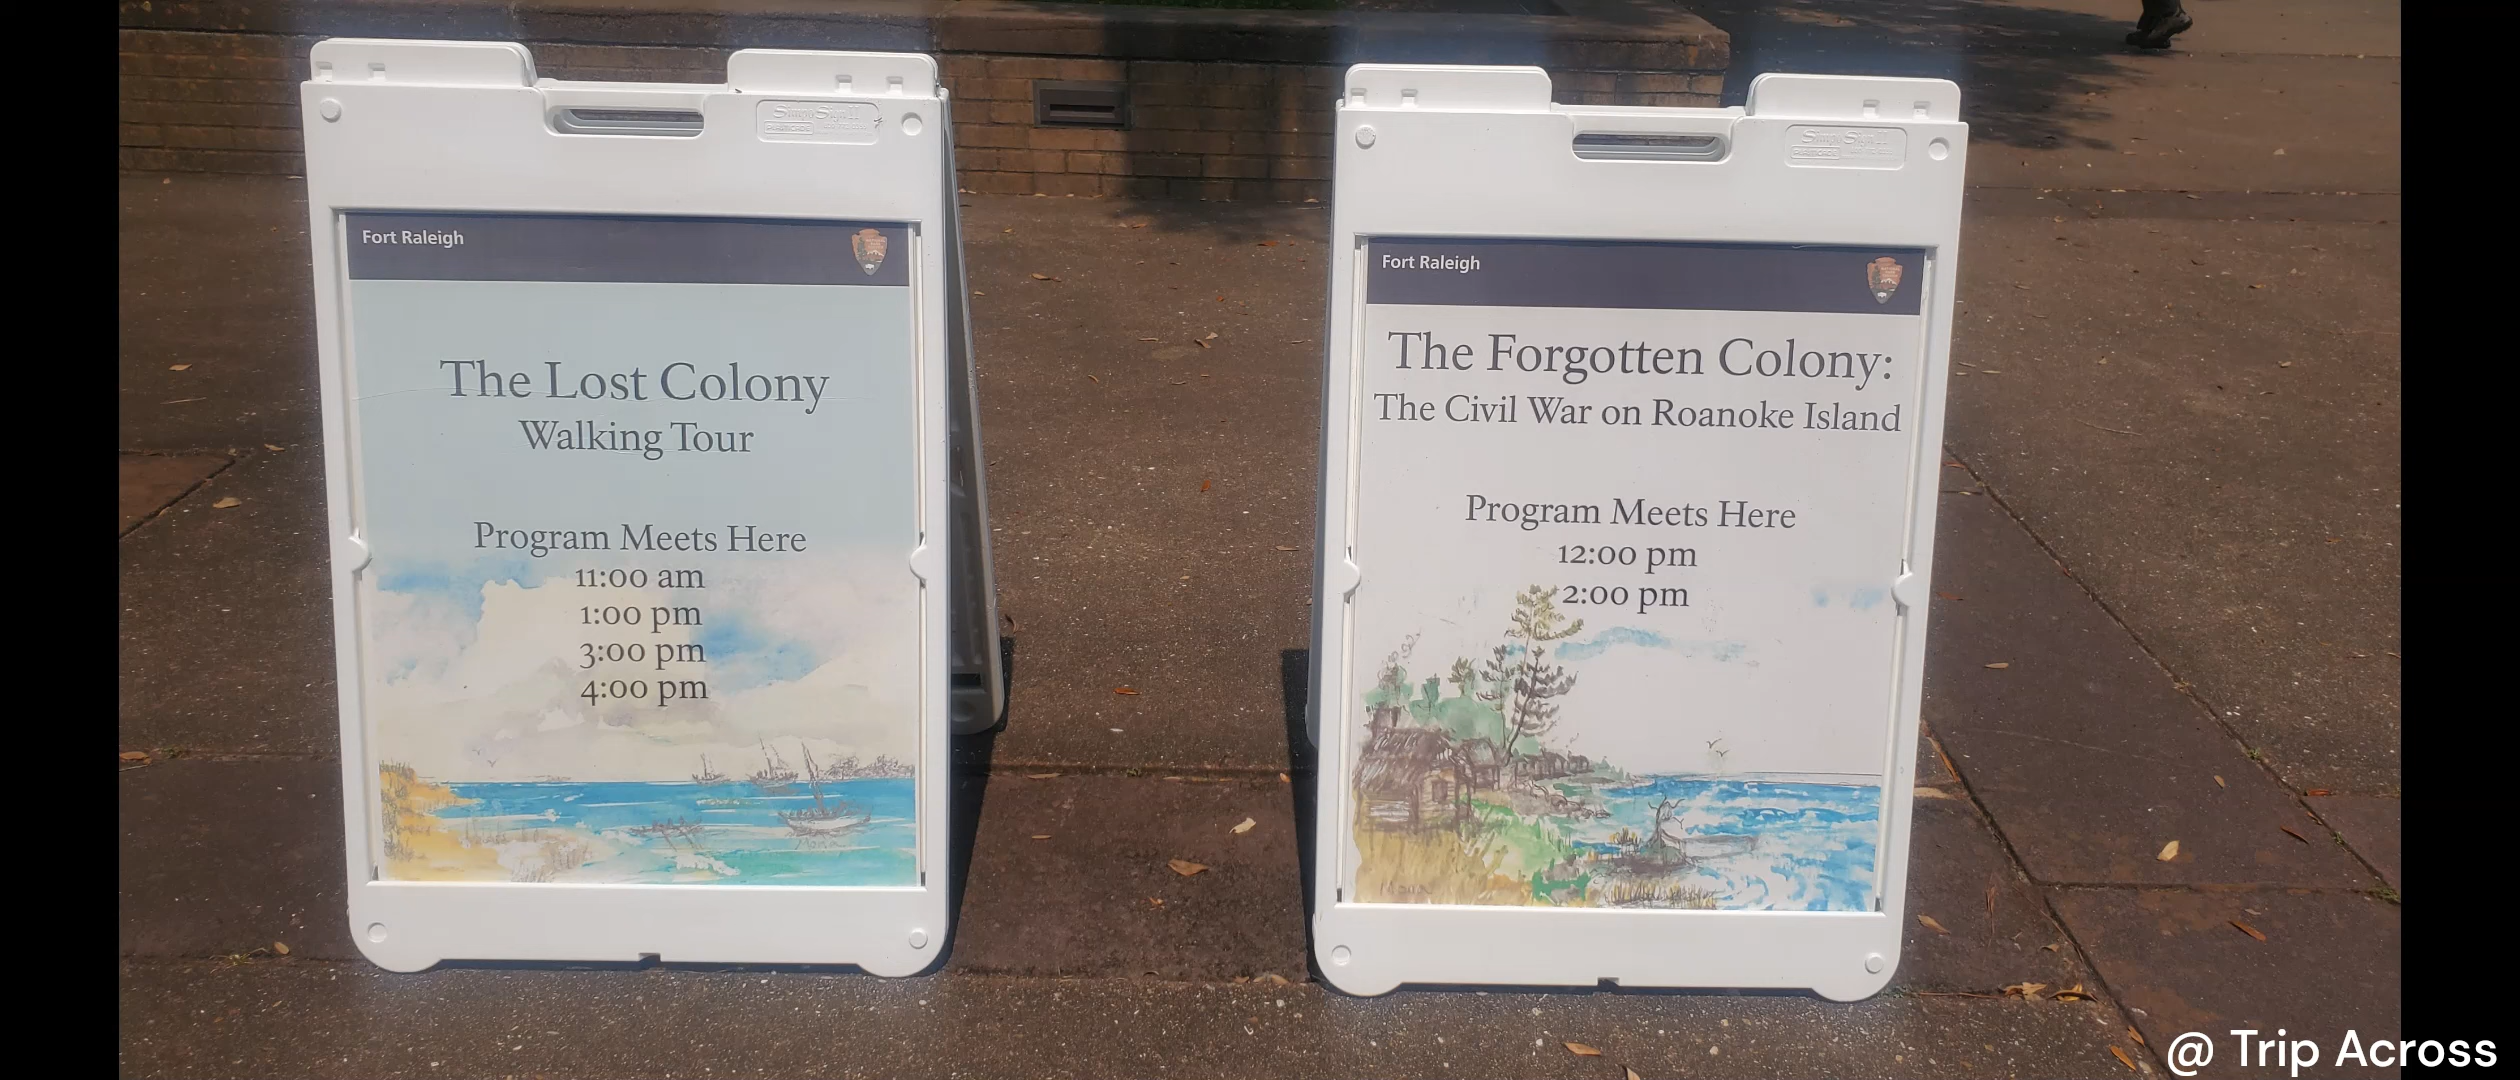 Fort Raleigh
The Lost Colony
Walking Tour
Program Meets Here
11:00 am
1:00 pm
3:00 pm
4:00 pm
Fort Raleigh
The Forgotten Colony:
The Civil War on Roanoke Island
Program Meets Here
12:00 pm
2:00 pm
@ Trip Across